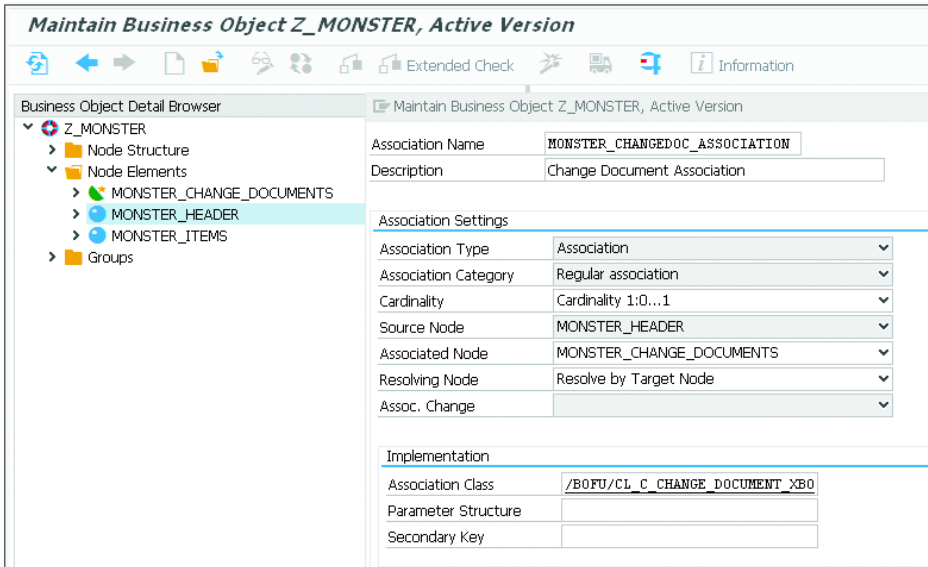 Maintain Business Object Z_MONSTER, Active Version
Extended Check
Information
Business Object Detail Browser
Z_MONSTER
Node Structure
Node Elements
MONSTER_CHANGE_DOCUMENTS
MONSTER_HEADER
MONSTER_ITEMS
Groups
Maintain Business Object Z_MONSTER, Active Version
Association Name MONSTER_CHANGEDOC_ASSOCIATION
Description Change Document Association
Association Settings
Association Type Association
Association Category Regular association
Cardinality Cardinality 1:0...1
Source Node MONSTER_HEADER
Associated Node MONSTER_CHANGE_DOCUMENTS
Resolving Node Resolve by Target Node
Assoc. Change
Implementation
Association Class /BOFU/CL_C_CHANGE_DOCUMENT_XBO
Parameter Structure
Secondary Key